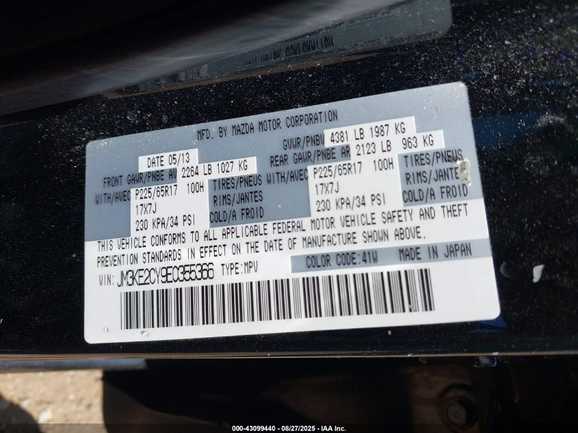 MFD. BY MAZDA MOTOR CORPORATION
DATE 05/13 GVWR/PNBV 4381 LB 1987 KG
FRONT GAWR/PNBE AV 2264 LB 1027 KG REAR GAWR/PNBE AR 2123 LB 963 KG
WITH/AVEC P225/65R17 100H TIRES/PNEUS WITH/AVEC P225/65R17 100H TIRES/PNEUS
17X7J RIMS/JANTES 17X7J RIMS/JANTES
230 KPA/34 PSI COLD/A FROID 230 KPA/34 PSI COLD/A FROID
THIS VEHICLE CONFORMS TO ALL APPLICABLE FEDERAL MOTOR VEHICLE SAFETY AND THEFT
PREVENTION STANDARDS IN EFFECT ON THE DATE OF MANUFACTURE SHOWN ABOVE.
VIN: JM3KE2CY9E0355366 TYPE: MPV COLOR CODE: 41W MADE IN JAPAN
000-43099440 - 08/27/2025 - IAA Inc.